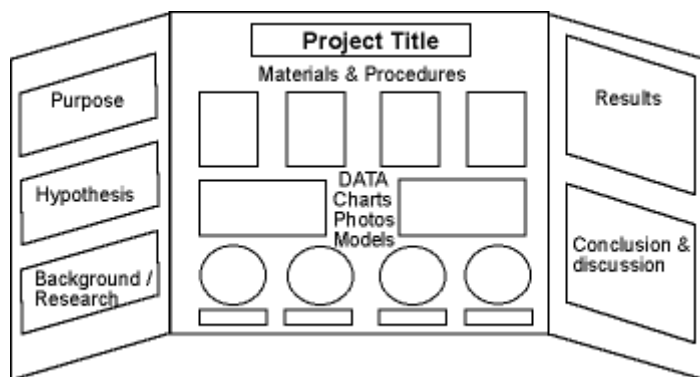 Project Title
Materials & Procedures
Purpose
Hypothesis
Background /
Research
DATA
Charts
Photos
Models
Results
Conclusion &
discussion